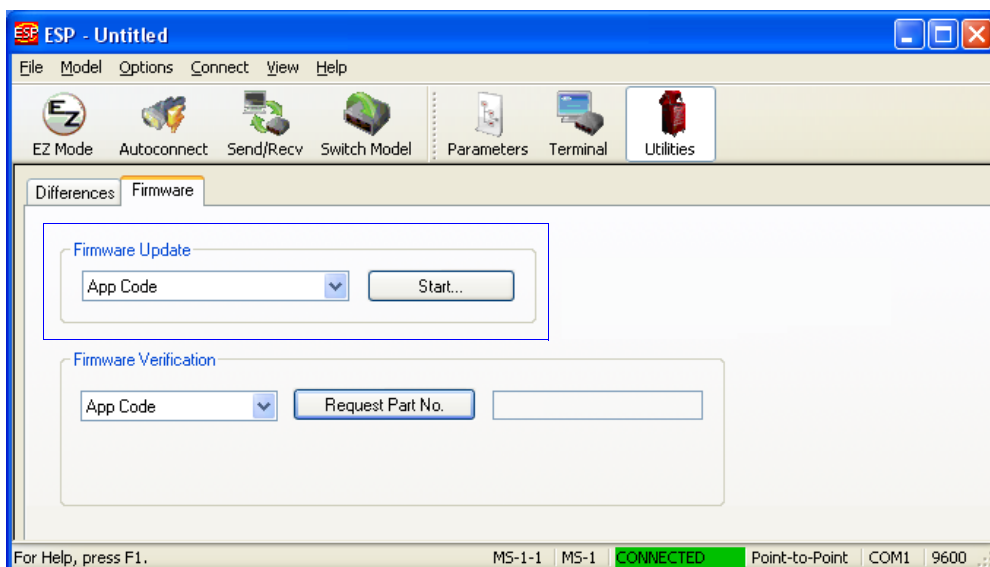 ESP ESP - Untitled
File Model Options Connect View Help
EZ
EZ Mode Autoconnect Send/Recv Switch Model Parameters Terminal Utilities
Differences Firmware
Firmware Update
App Code Start...
Firmware Verification
App Code Request Part No.
For Help, press F1. MS-1-1 MS-1 CONNECTED Point-to-Point COM1 9600